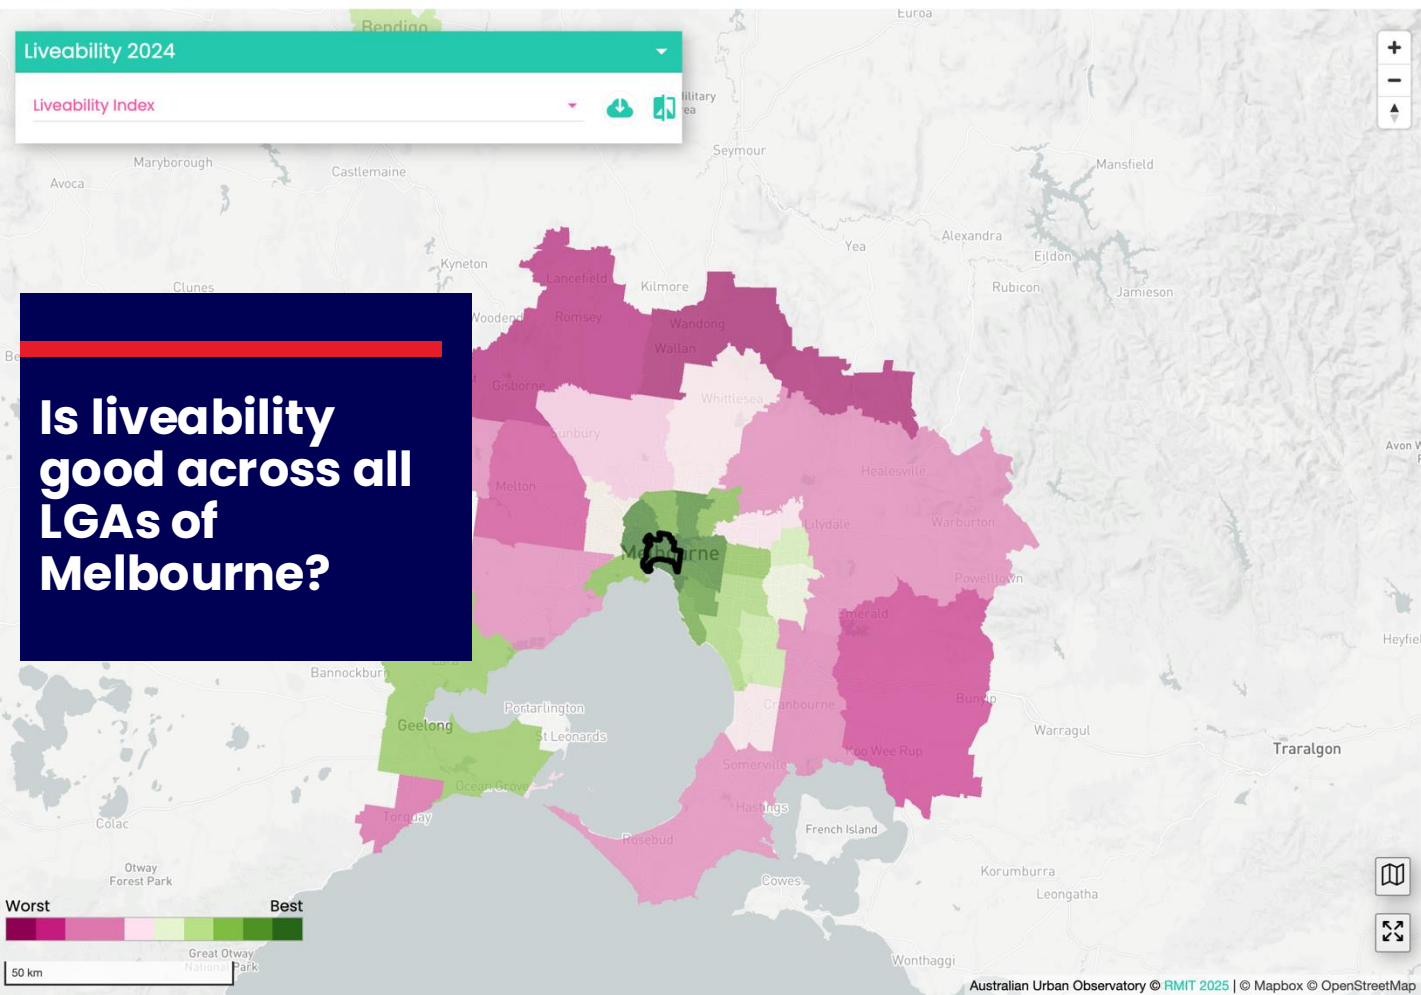 Euroa
Bendigo
Liveability 2024
Liveability Index
Seymour
Maryborough
Castlemaine
Mansfield
Avoca
Alexandra
Yea
Eildon
Kyneton
Lancefield
Clunes
Kilmore
Rubicon
Jamieson
Woodend
Romsey
Wandong
Wallan
Gisborne
Whittlesea
Is liveability
good across all
LGAs of
Melbourne?
Sunbury
Avon
Healesville
Melton
Lilydale
Warburton
Melbourne
Powelltown
Emerald
Bannockburn
Portarlington
Bunyip
Cranbourne
Geelong
St Leonards
Warragul
Traralgon
Koo Wee Rup
Somerville
Ocean Grove
Hastings
Torquay
Colac
French Island
Rosebud
Otway
Forest Park
Korumburra
Cowes
Leongatha
Worst
Best
Great Otway
National Park
Wonthaggi
50 km
Australian Urban Observatory © RMIT 2025 | © Mapbox © OpenStreetMap